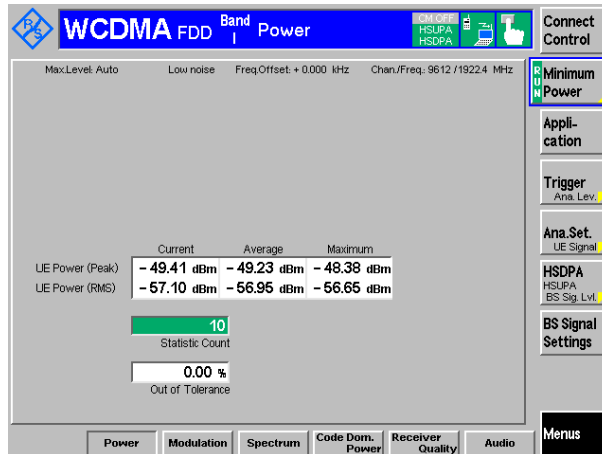 R/S
WCDMA FDD Band I Power
CM OFF
HSUPA
HSDPA
Connect Control
Max.Level: Auto Low noise Freq.Offset: + 0.000 kHz Chan./Freq.: 9612 / 1922.4 MHz
RUN
Minimum Power
Appli-
cation
Trigger
Ana. Lev.
Ana.Set.
UE Signal
HSDPA
HSUPA
BS Sig. Lvl.
BS Signal
Settings
Current Average Maximum
UE Power (Peak) - 49.41 dBm - 49.23 dBm - 48.38 dBm
UE Power (RMS) - 57.10 dBm - 56.95 dBm - 56.65 dBm
10
Statistic Count
0.00 %
Out of Tolerance
Power Modulation Spectrum Code Dom. Power Receiver Quality Audio
Menus